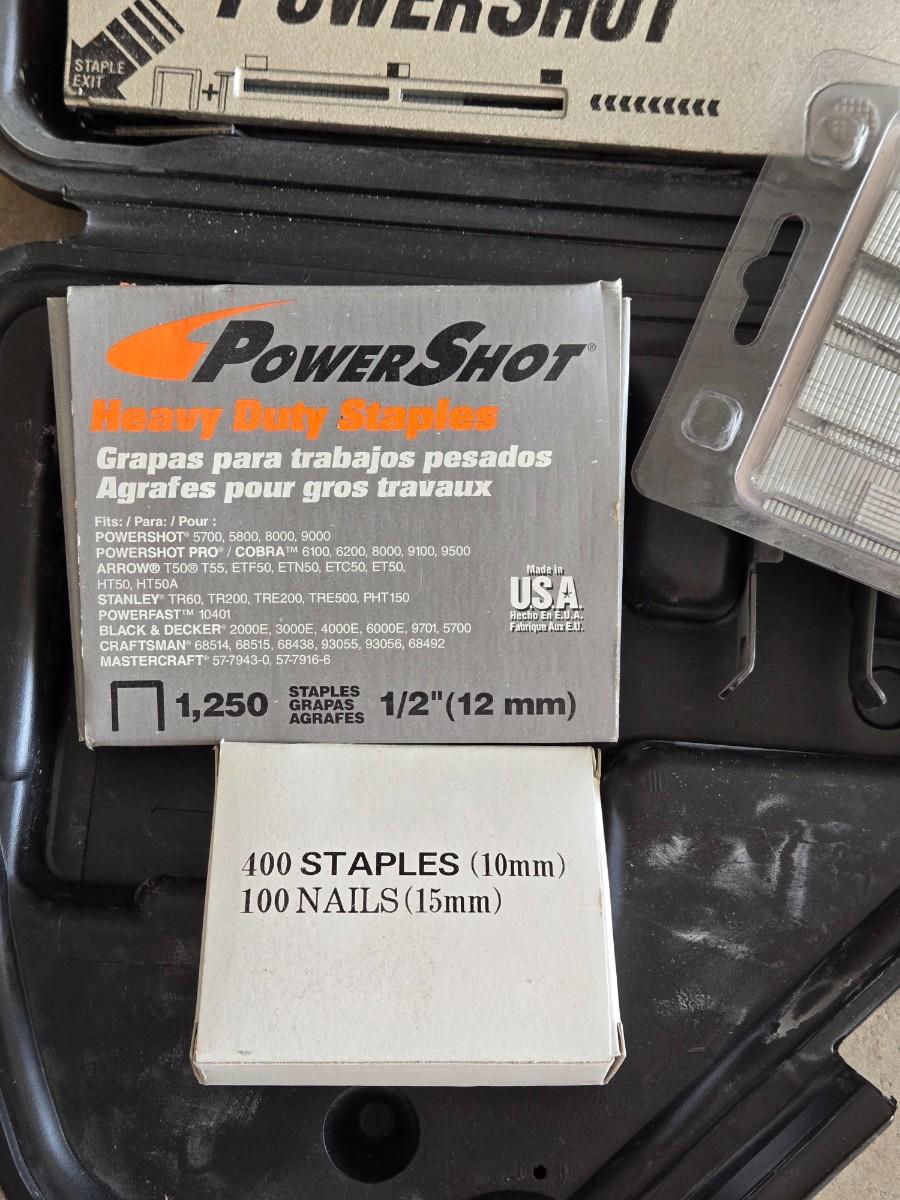 POWERSHOT
STAPLE
EXIT
+
POWERSHOT®
Heavy Duty Staples
Grapas para trabajos pesados
Agrafes pour gros travaux
Fits: / Para: / Pour :
POWERSHOT® 5700, 5800, 8000, 9000
POWERSHOT PRO® / COBRA™ 6100, 6200, 8000, 9100, 9500
ARROW® T50® T55, ETF50, ETN50, ETC50, ET50,
HT50, HT50A
STANLEY® TR60, TR200, TRE200, TRE500, PHT150
POWERFAST™ 10401
BLACK & DECKER® 2000E, 3000E, 4000E, 6000E, 9701, 5700
CRAFTSMAN® 68514, 68515, 68438, 93055, 93056, 68492
MASTERCRAFT® 57-7943-0, 57-7916-6
Made in
U.S.A.
Hecho En E.U.A.
Fabriqué Aux E.U.
1,250 STAPLES
GRAPAS
AGRAFES
1/2" (12 mm)
400 STAPLES (10mm)
100 NAILS (15mm)